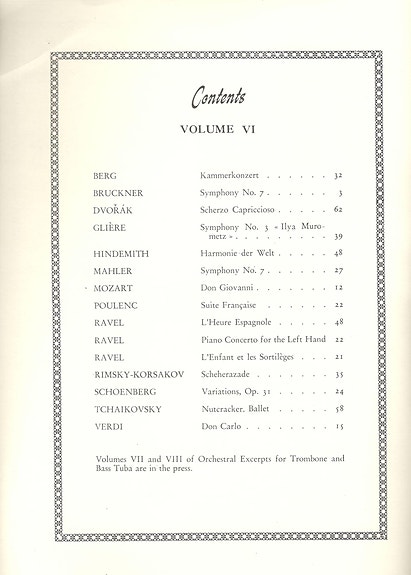 Contents
VOLUME VI
BERG Kammerkonzert . . . . . . 32
BRUCKNER Symphony No. 7 . . . . . . 3
DVOŘÁK Scherzo Capriccioso . . . . . 62
GLIÈRE Symphony No. 3 « Ilya Muro-
metz » . . . . . . . . . 39
HINDEMITH Harmonie der Welt . . . . . 48
MAHLER Symphony No. 7 . . . . . . 27
MOZART Don Giovanni . . . . . . . 12
POULENC Suite Française . . . . . . 22
RAVEL L'Heure Espagnole . . . . . 48
RAVEL Piano Concerto for the Left Hand 22
RAVEL L'Enfant et les Sortilèges . . . 21
RIMSKY-KORSAKOV Scheherazade . . . . . . 35
SCHOENBERG Variations, Op. 31 . . . . . 24
TCHAIKOVSKY Nutcracker. Ballet . . . . . 58
VERDI Don Carlo . . . . . . . . 15
Volumes VII and VIII of Orchestral Excerpts for Trombone and
Bass Tuba are in the press.